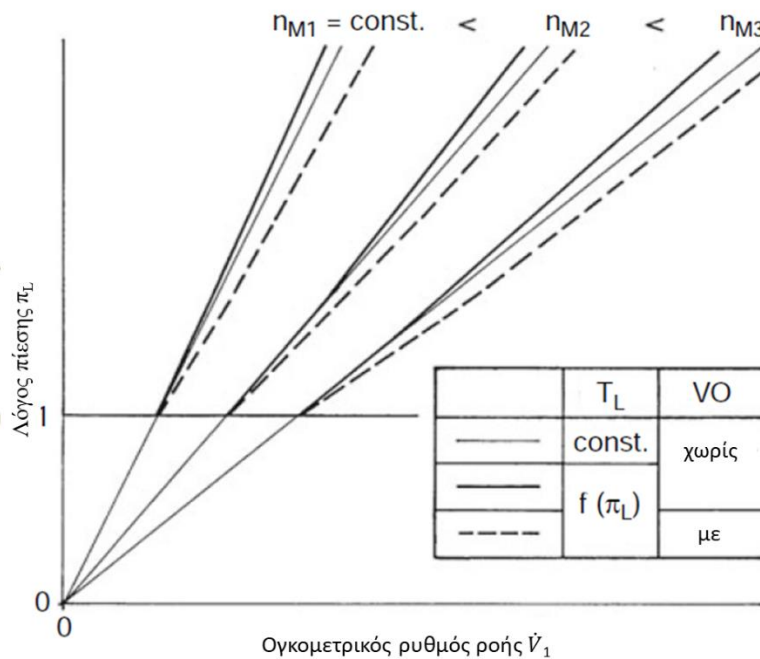 n_M1 = const. < n_M2 < n_M3
Λόγος πίεσης π_L
1
0
0
Ογκομετρικός ρυθμός ροής V̇_1
T_L VO
const. χωρίς
f (π_L)
με